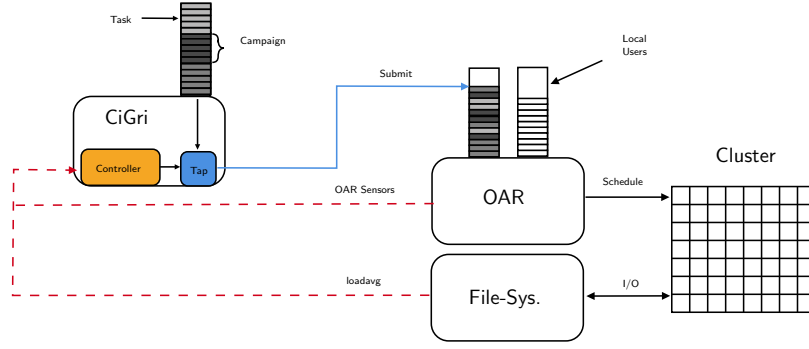 Task
Campaign
Local
Users
Submit
CiGri
Controller
Tap
Cluster
OAR Sensors
OAR
Schedule
loadavg
File-Sys.
I/O